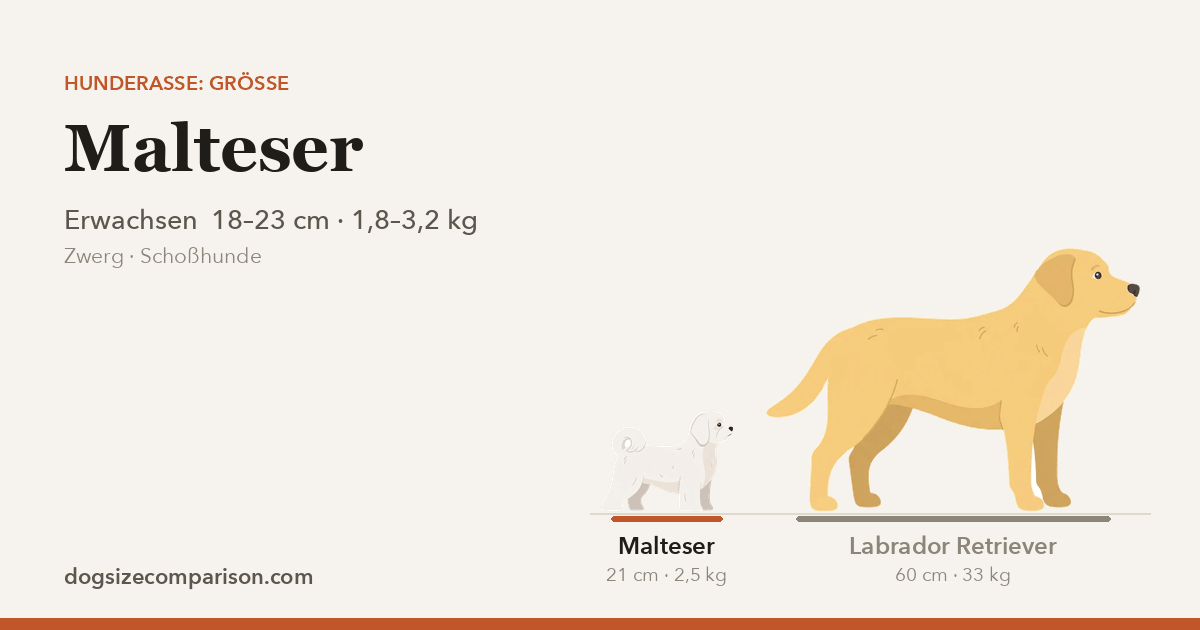 HUNDERASSE: GRÖSSE
Malteser
Erwachsen 18–23 cm · 1,8–3,2 kg
Zwerg · Schoßhunde
Malteser
21 cm · 2,5 kg
Labrador Retriever
60 cm · 33 kg
dogsizecomparison.com